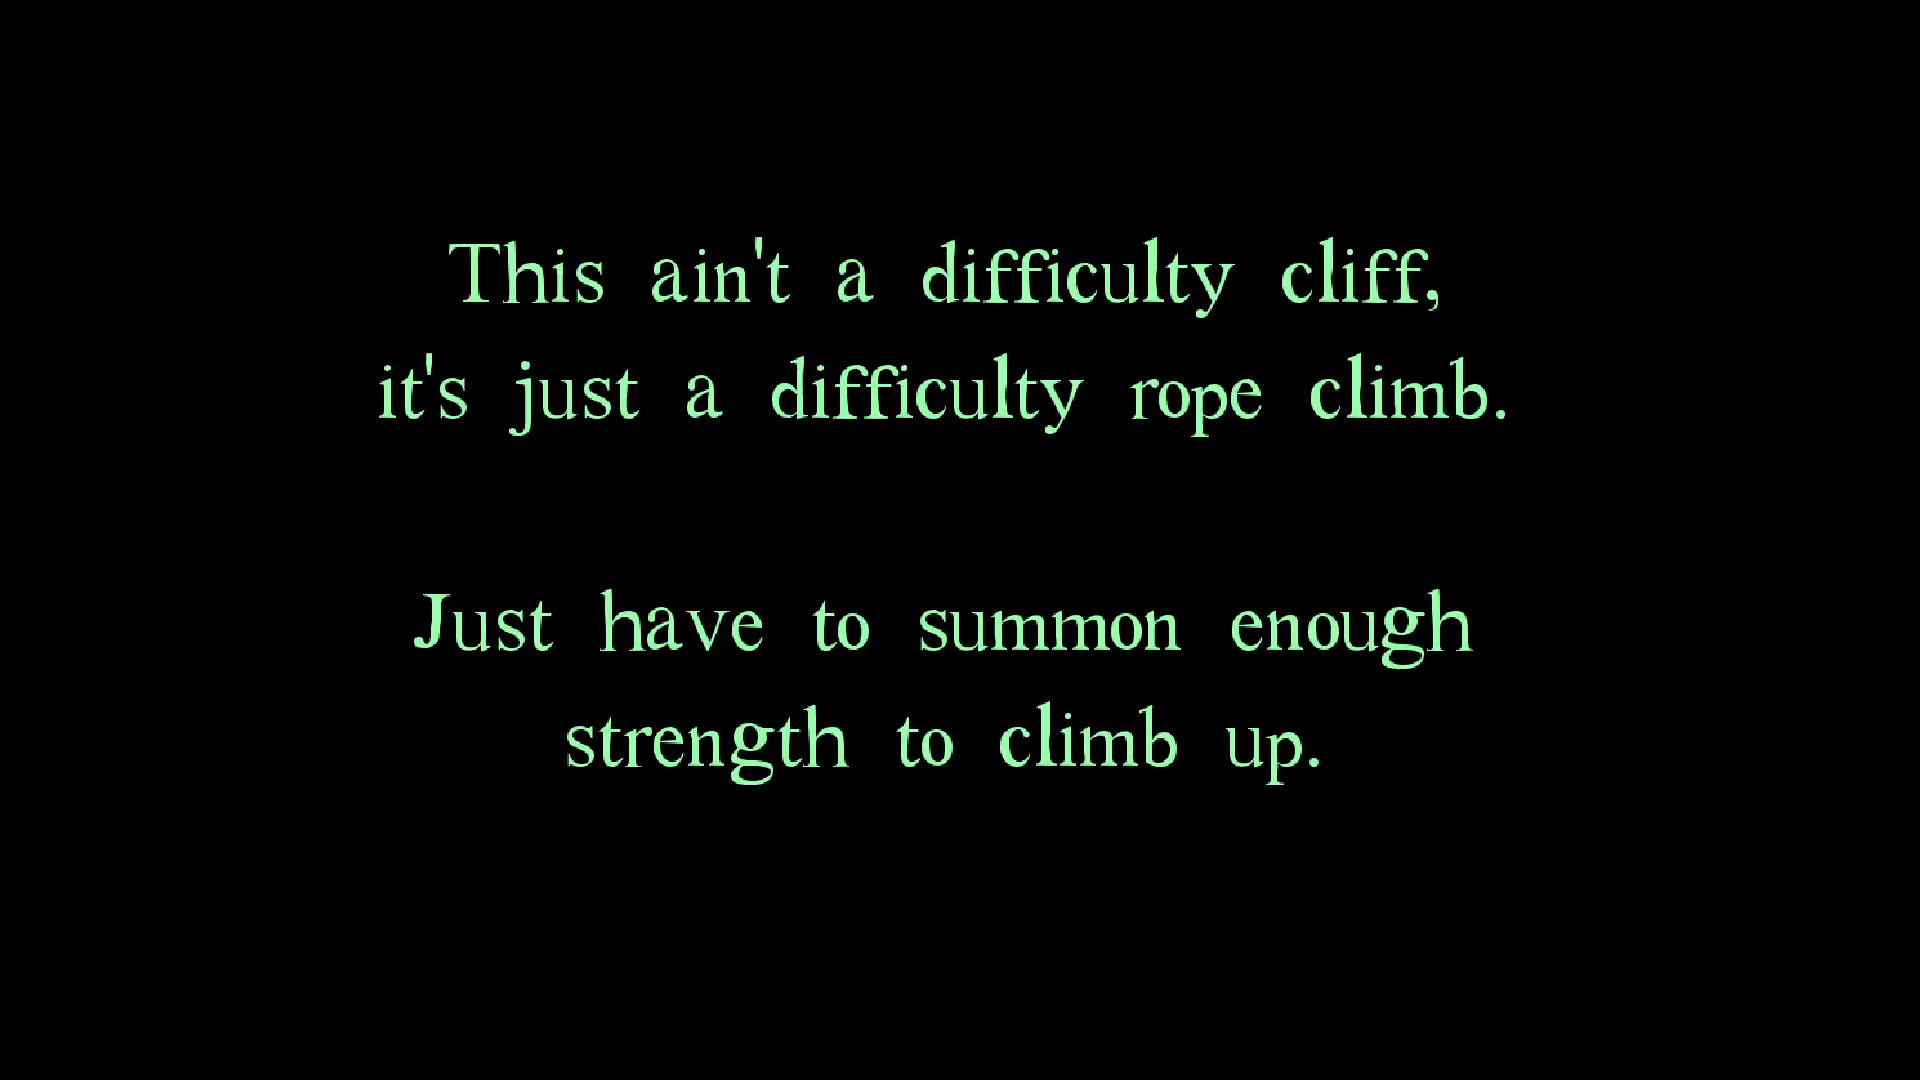 This ain't a difficulty cliff,
it's just a difficulty rope climb.
Just have to summon enough
strength to climb up.